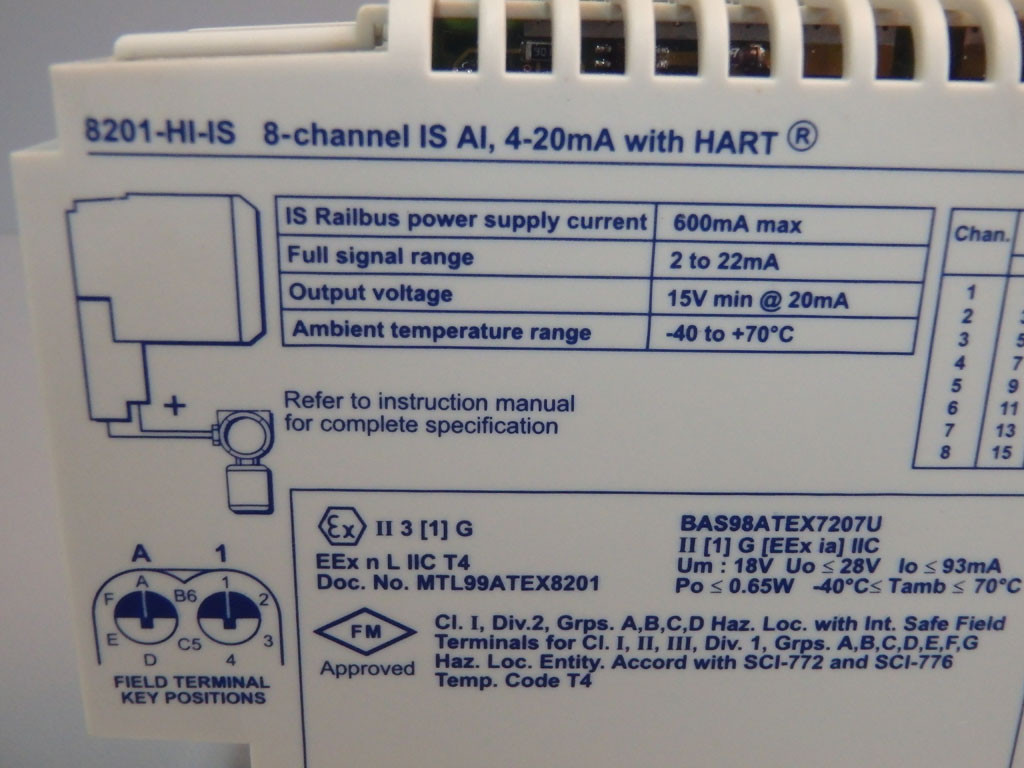 8201-HI-IS 8-channel IS AI, 4-20mA with HART ®
IS Railbus power supply current 600mA max
Full signal range 2 to 22mA
Output voltage 15V min @ 20mA
Ambient temperature range -40 to +70°C
Chan.
1
2
3 5
4 7
5 9
6 11
7 13
8 15
+
Refer to instruction manual
for complete specification
Ex II 3 [1] G
EEx n L IIC T4
Doc. No. MTL99ATEX8201
BAS98ATEX7207U
II [1] G [EEx ia] IIC
Um : 18V Uo ≤ 28V Io ≤ 93mA
Po ≤ 0.65W -40°C≤ Tamb ≤ 70°C
FM
Approved
Cl. I, Div.2, Grps. A,B,C,D Haz. Loc. with Int. Safe Field
Terminals for Cl. I, II, III, Div. 1, Grps. A,B,C,D,E,F,G
Haz. Loc. Entity. Accord with SCI-772 and SCI-776
Temp. Code T4
A 1
A 1
F B6 2
E C5 3
D 4
FIELD TERMINAL
KEY POSITIONS